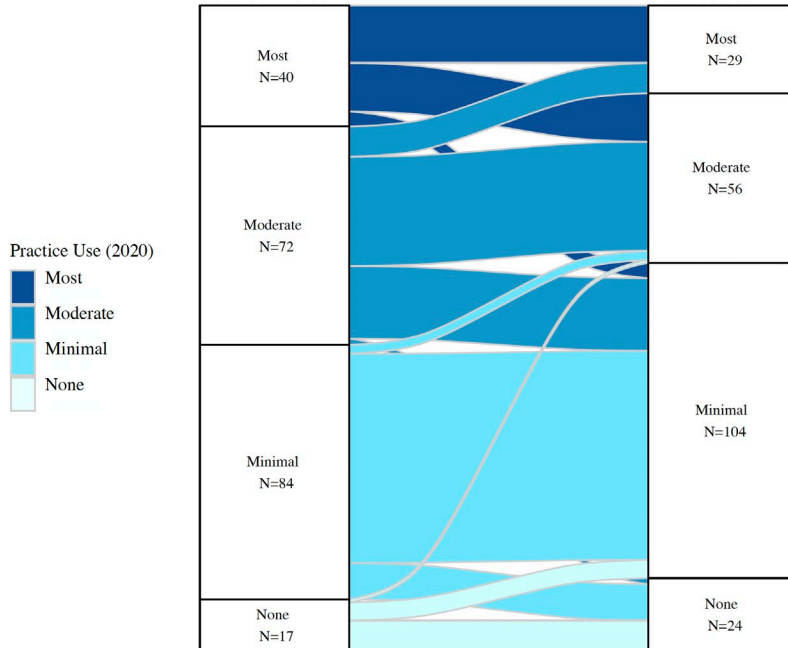 Most
N=40
Moderate
N=72
Minimal
N=84
None
N=17
Practice Use (2020)
Most
Moderate
Minimal
None
Most
N=29
Moderate
N=56
Minimal
N=104
None
N=24